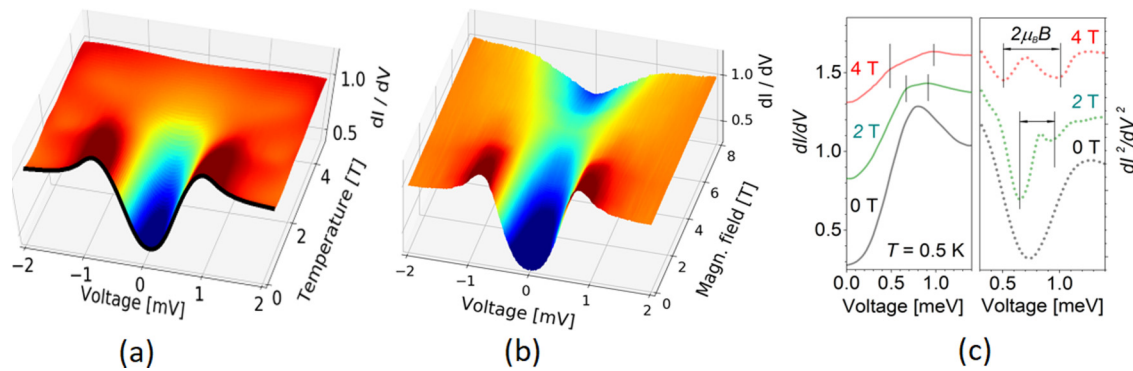 1.0
0.5
dI / dV
4
2
0
Temperature [T]
−2
−1
0
1
2
Voltage [mV]
(a)
1.0
0.5
dI / dV
8
6
4
2
0
Magn. field [T]
−2
−1
0
1
2
Voltage [mV]
(b)
dI/dV
1.5
1.0
0.5
4 T
2 T
0 T
T = 0.5 K
0.0
0.5
1.0
Voltage [meV]
2μBB
4 T
2 T
0 T
dI²/dV²
0.5
1.0
Voltage [meV]
(c)